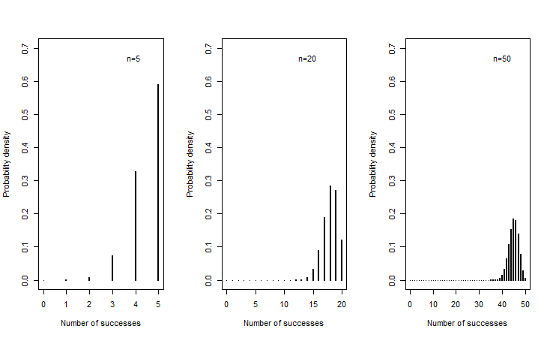 n=5
Probability density
0.0 0.1 0.2 0.3 0.4 0.5 0.6 0.7
0 1 2 3 4 5
Number of successes
n=20
Probability density
0.0 0.1 0.2 0.3 0.4 0.5 0.6 0.7
0 5 10 15 20
Number of successes
n=50
Probability density
0.0 0.1 0.2 0.3 0.4 0.5 0.6 0.7
0 10 20 30 40 50
Number of successes